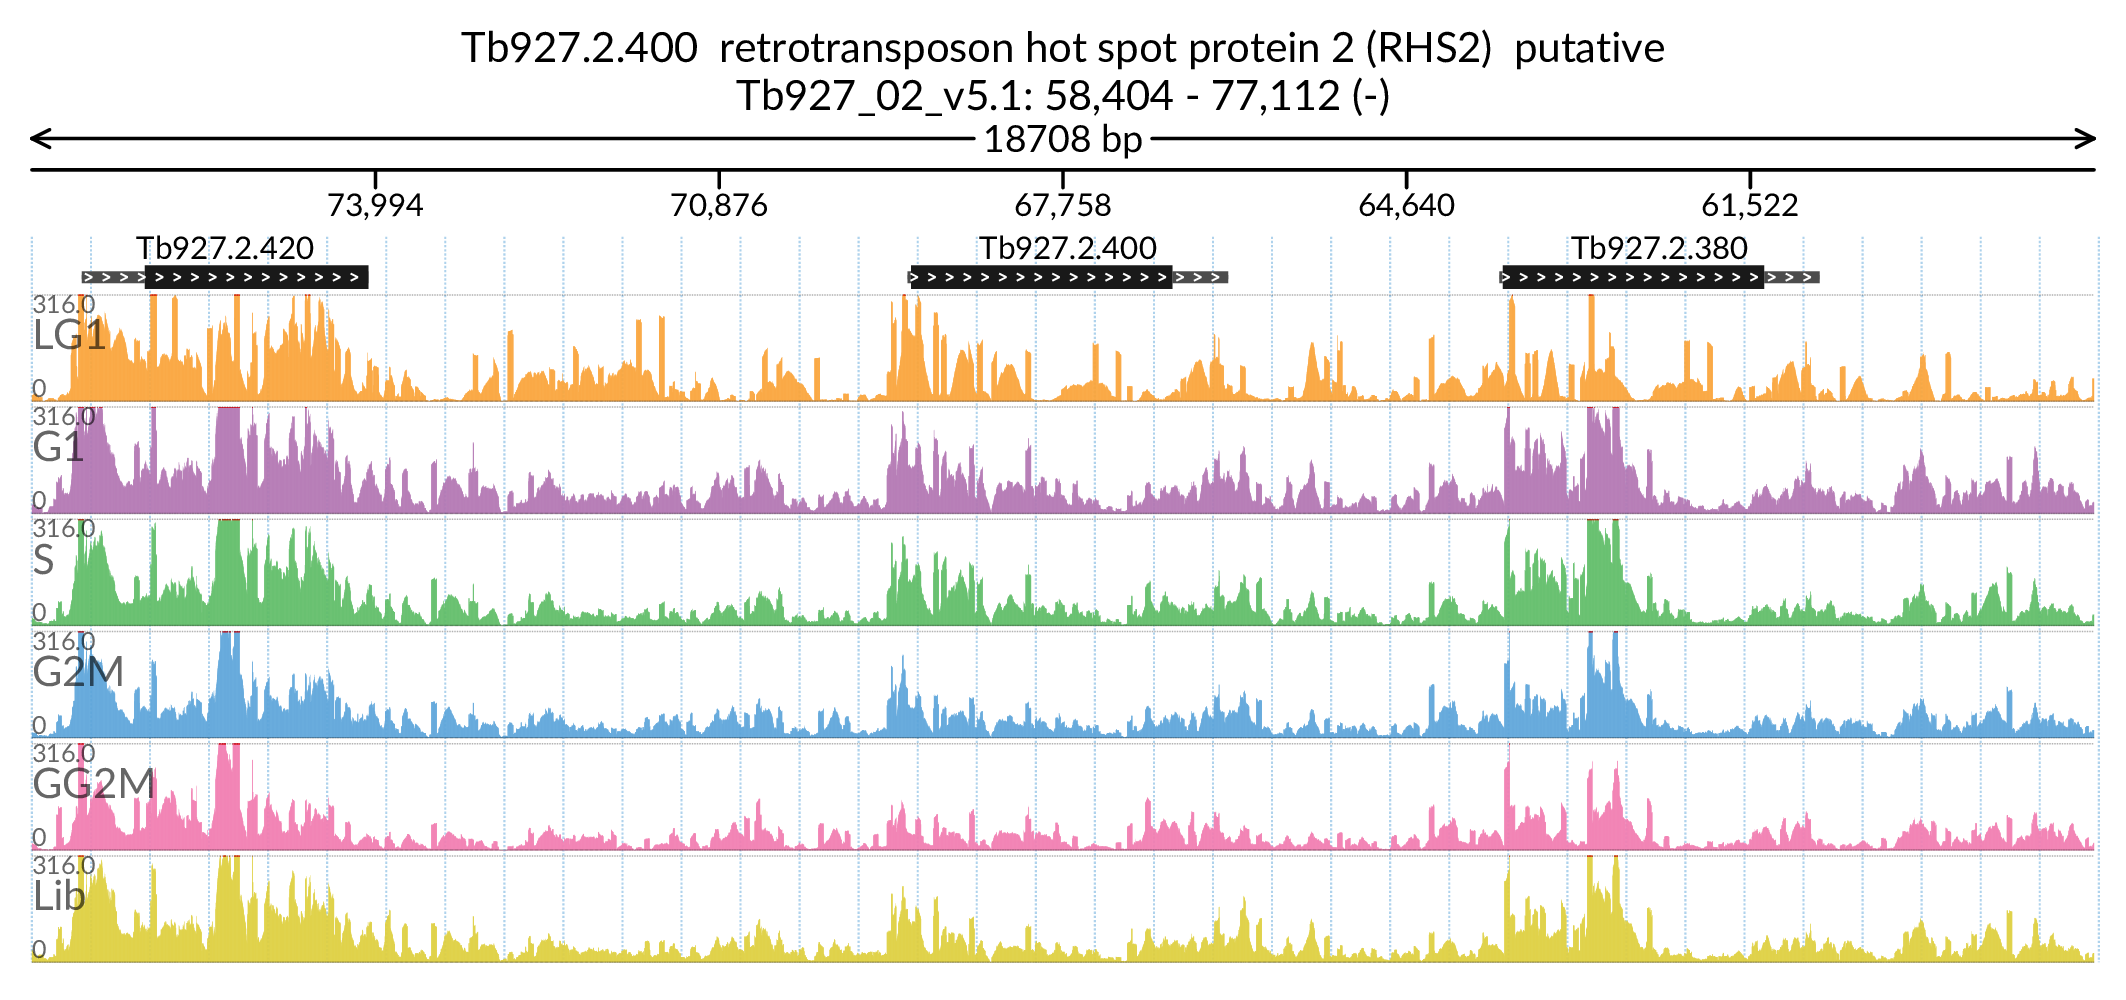 Tb927.2.400  retrotransposon hot spot protein 2 (RHS2)  putative
Tb927_02_v5.1: 58,404 - 77,112 (-)
18708 bp
73,994 70,876 67,758 64,640 61,522
Tb927.2.420 Tb927.2.400 Tb927.2.380
316.0
LG1
0
316.0
G1
0
316.0
S
0
316.0
G2M
0
316.0
GG2M
0
316.0
Lib
0